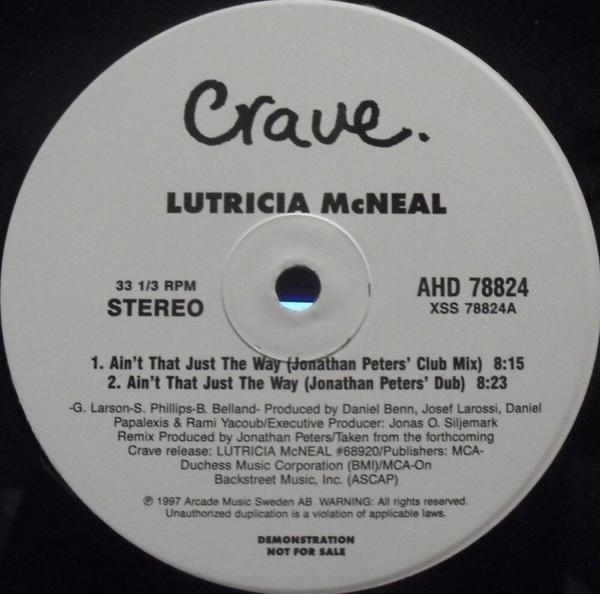 Crave.
LUTRICIA McNEAL
33 1/3 RPM
STEREO
AHD 78824
XSS 78824A
1. Ain't That Just The Way (Jonathan Peters' Club Mix) 8:15
2. Ain't That Just The Way (Jonathan Peters' Dub) 8:23
-G. Larson-S. Phillips-B. Belland- Produced by Daniel Benn, Josef Larossi, Daniel
Papalexis & Rami Yacoub/Executive Producer: Jonas O. Siljemark
Remix Produced by Jonathan Peters/Taken from the forthcoming
Crave release: LUTRICIA McNEAL #68920/Publishers: MCA-
Duchess Music Corporation (BMI)/MCA-On
Backstreet Music, Inc. (ASCAP)
℗ 1997 Arcade Music Sweden AB WARNING: All rights reserved.
Unauthorized duplication is a violation of applicable laws.
DEMONSTRATION
NOT FOR SALE